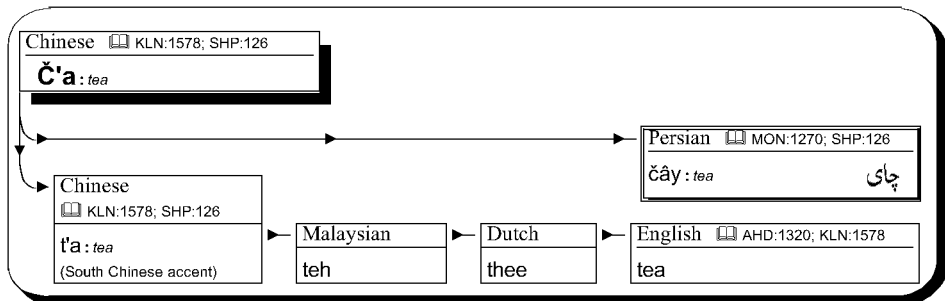 Chinese KLN:1578; SHP:126
Č'a : tea
Persian MON:1270; SHP:126
čây : tea چای
Chinese
KLN:1578; SHP:126
t'a : tea
(South Chinese accent)
Malaysian
teh
Dutch
thee
English AHD:1320; KLN:1578
tea